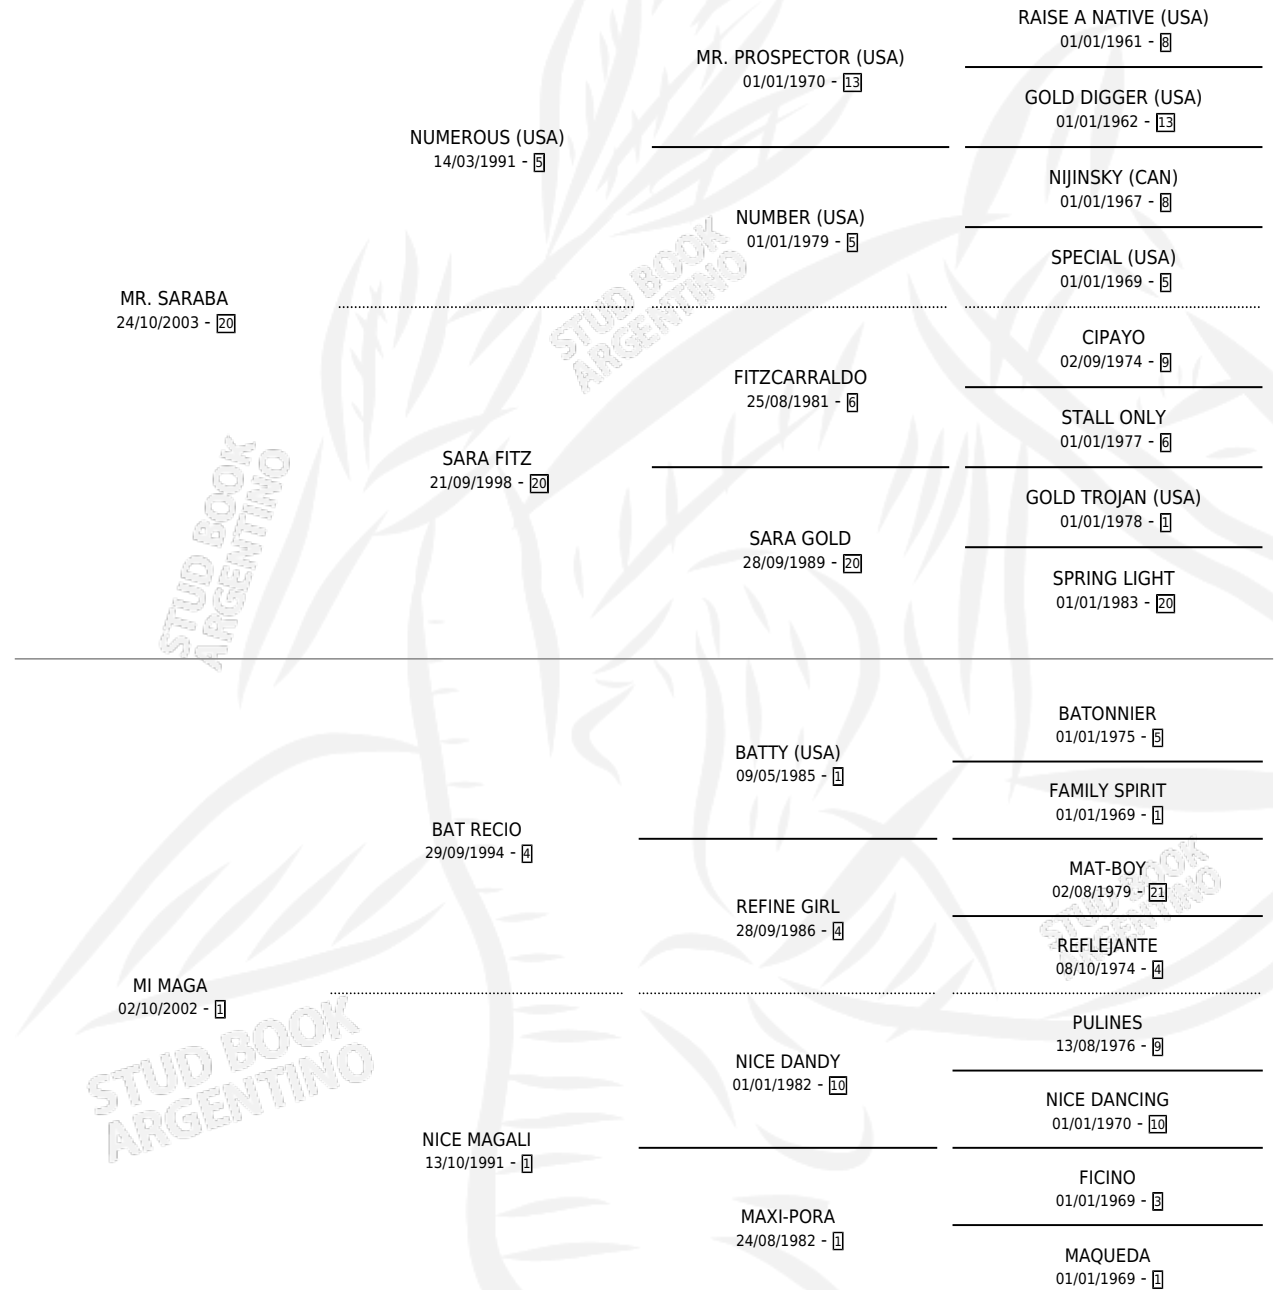 RAISE A NATIVE (USA)
01/01/1961 - 8
MR. PROSPECTOR (USA)
01/01/1970 - 13
GOLD DIGGER (USA)
01/01/1962 - 13
NUMEROUS (USA)
14/03/1991 - 5
NIJINSKY (CAN)
01/01/1967 - 8
NUMBER (USA)
01/01/1979 - 5
SPECIAL (USA)
01/01/1969 - 5
MR. SARABA
24/10/2003 - 20
CIPAYO
02/09/1974 - 9
FITZCARRALDO
25/08/1981 - 6
STALL ONLY
01/01/1977 - 6
SARA FITZ
21/09/1998 - 20
GOLD TROJAN (USA)
01/01/1978 - 1
SARA GOLD
28/09/1989 - 20
SPRING LIGHT
01/01/1983 - 20
STUD BOOK
ARGENTINO
STUD BOOK
ARGENTINO
BATONNIER
01/01/1975 - 5
BATTY (USA)
09/05/1985 - 1
FAMILY SPIRIT
01/01/1969 - 1
BAT RECIO
29/09/1994 - 4
MAT-BOY
02/08/1979 - 21
REFINE GIRL
28/09/1986 - 4
REFLEJANTE
08/10/1974 - 4
MI MAGA
02/10/2002 - 1
PULINES
13/08/1976 - 9
NICE DANDY
01/01/1982 - 10
NICE DANCING
01/01/1970 - 10
NICE MAGALI
13/10/1991 - 1
FICINO
01/01/1969 - 3
MAXI-PORA
24/08/1982 - 1
MAQUEDA
01/01/1969 - 1
STUD BOOK
ARGENTINO
STUD BOOK
ARGENTINO